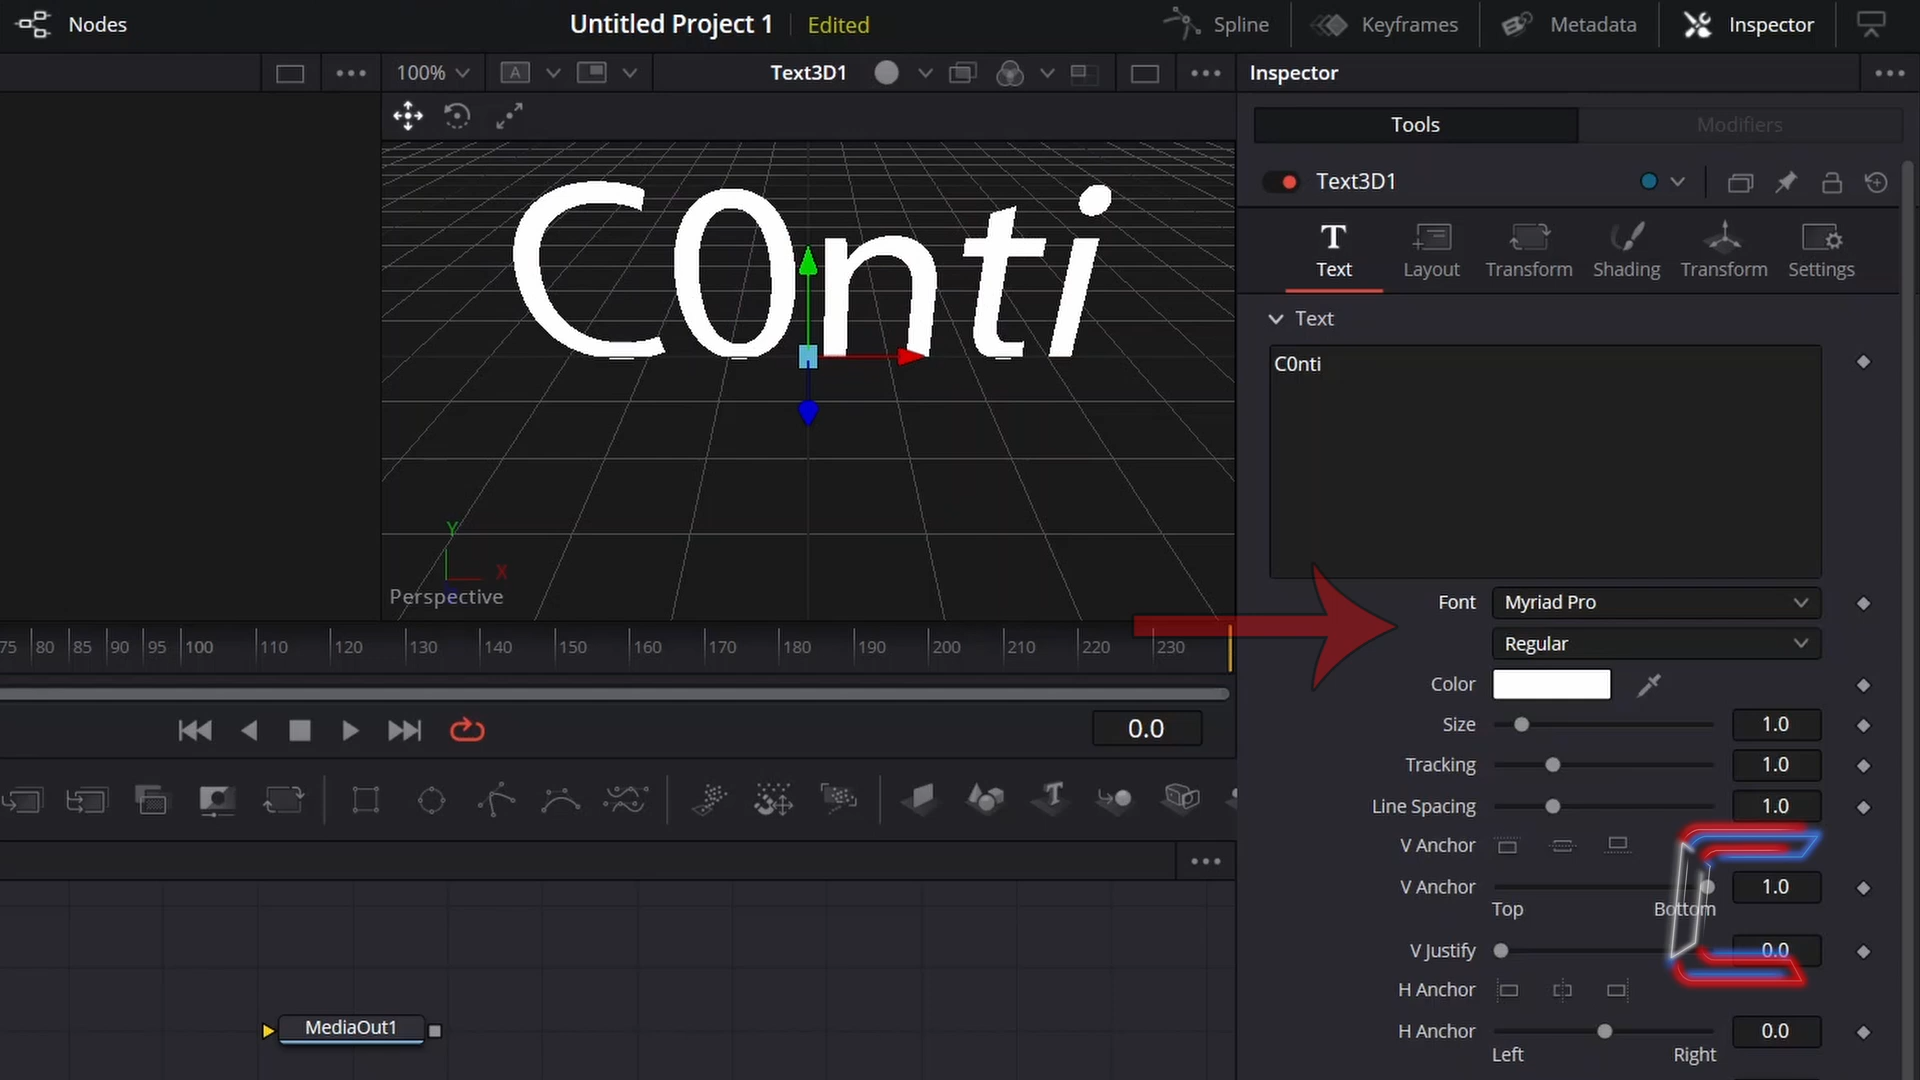 Nodes
Untitled Project 1
Edited
Spline
Keyframes
Metadata
Inspector
100%
A
Text3D1
Inspector
Tools
Modifiers
Text3D1
T
Text
Layout
Transform
Shading
Transform
Settings
Text
C0nti
C0nti
Y
X
Perspective
Font
Myriad Pro
Regular
75 80 85 90 95 100 110 120 130 140 150 160 170 180 190 200 210 220 230
Color
Size
1.0
0.0
Tracking
1.0
Line Spacing
1.0
V Anchor
V Anchor
1.0
Top
Bottom
V Justify
0.0
H Anchor
MediaOut1
H Anchor
0.0
Left
Right